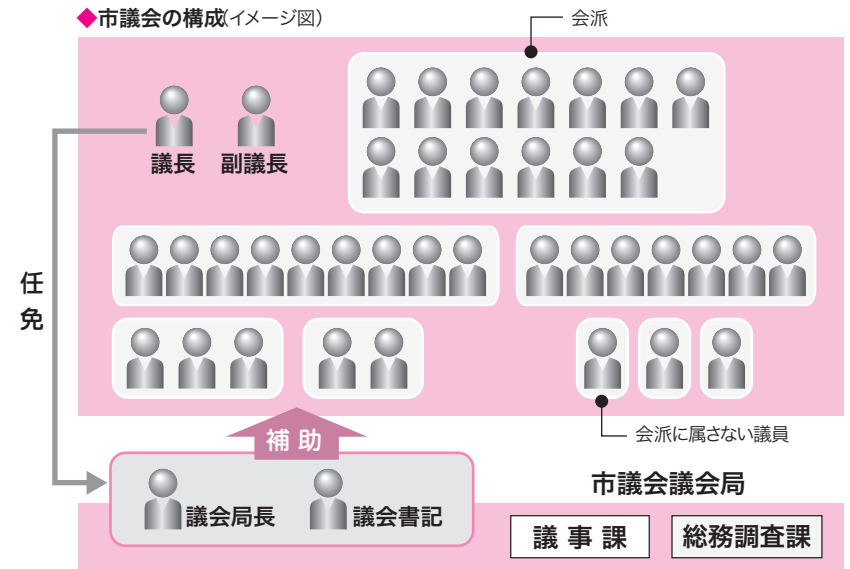 ◆市議会の構成(イメージ図)
会派
議長
副議長
任免
会派に属さない議員
補助
議会局長
議会書記
市議会議会局
議事課
総務調査課